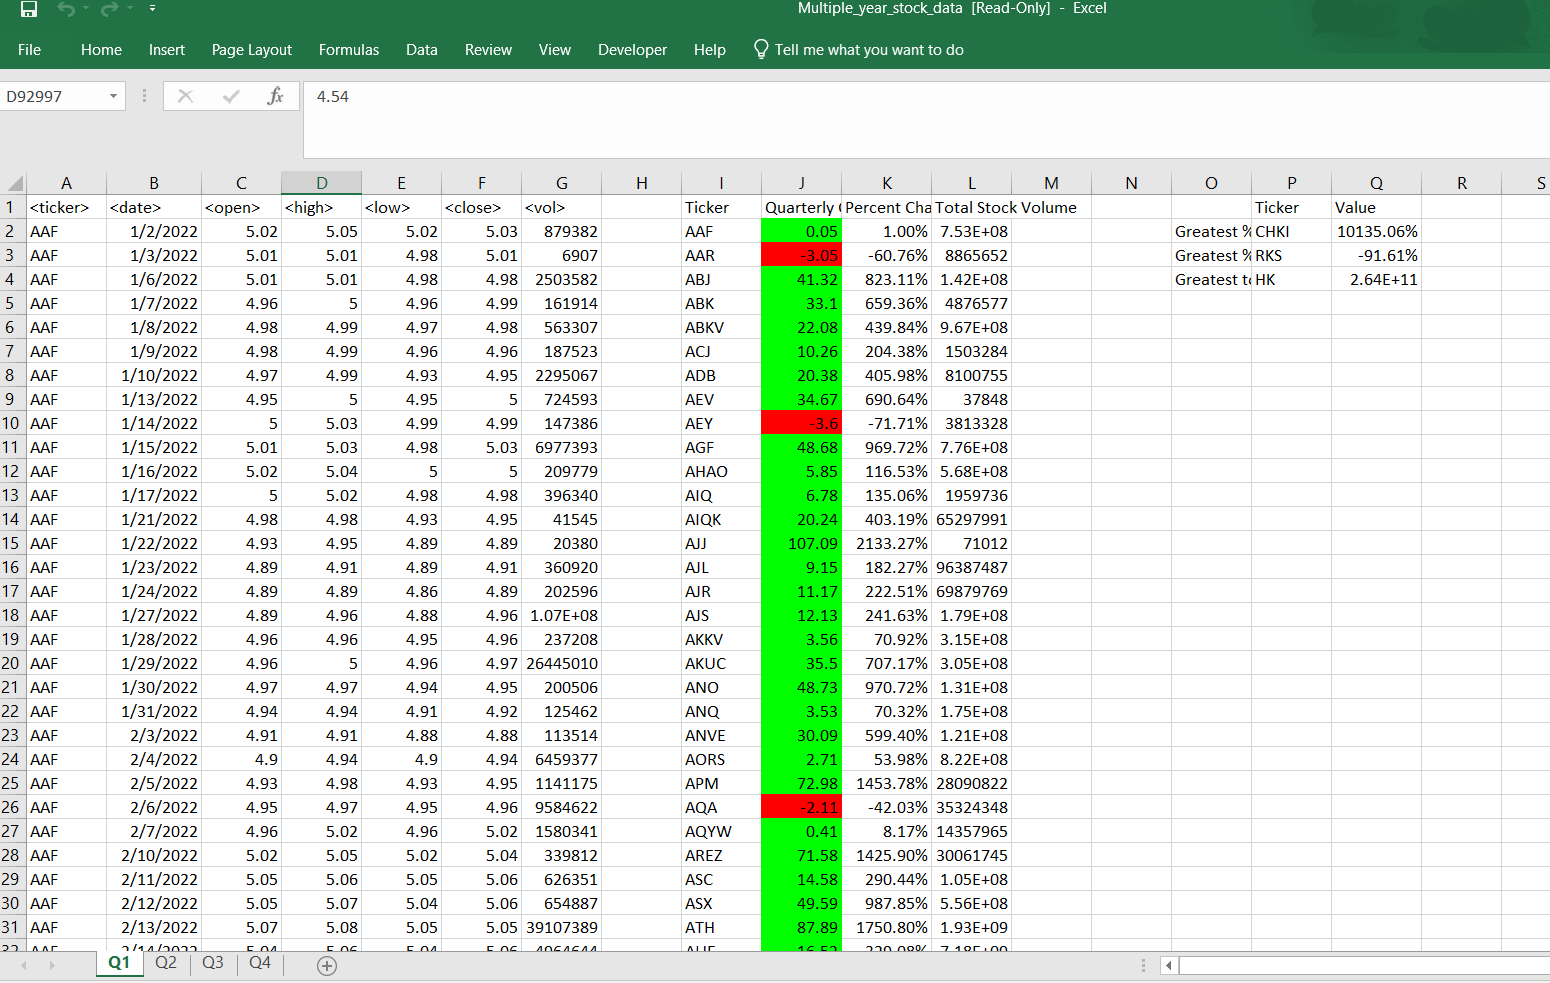 Multiple_year_stock_data [Read-Only] - Excel
File Home Insert Page Layout Formulas Data Review View Developer Help Tell me what you want to do
D92997 fx 4.54
A B C D E F G H I J K L M N O P Q R S
1 <ticker> <date> <open> <high> <low> <close> <vol> Ticker Quarterly Percent Cha Total Stock Volume Ticker Value
2 AAF 1/2/2022 5.02 5.05 5.02 5.03 879382 AAF 0.05 1.00% 7.53E+08 Greatest % CHKI 10135.06%
3 AAF 1/3/2022 5.01 5.01 4.98 5.01 6907 AAR -3.05 -60.76% 8865652 Greatest % RKS -91.61%
4 AAF 1/6/2022 5.01 5.01 4.98 4.98 2503582 ABJ 41.32 823.11% 1.42E+08 Greatest to HK 2.64E+11
5 AAF 1/7/2022 4.96 5 4.96 4.99 161914 ABK 33.1 659.36% 4876577
6 AAF 1/8/2022 4.98 4.99 4.97 4.98 563307 ABKV 22.08 439.84% 9.67E+08
7 AAF 1/9/2022 4.98 4.99 4.96 4.96 187523 ACJ 10.26 204.38% 1503284
8 AAF 1/10/2022 4.97 4.99 4.93 4.95 2295067 ADB 20.38 405.98% 8100755
9 AAF 1/13/2022 4.95 5 4.95 5 724593 AEV 34.67 690.64% 37848
10 AAF 1/14/2022 5 5.03 4.99 4.99 147386 AEY -3.6 -71.71% 3813328
11 AAF 1/15/2022 5.01 5.03 4.98 5.03 6977393 AGF 48.68 969.72% 7.76E+08
12 AAF 1/16/2022 5.02 5.04 5 5 209779 AHAO 5.85 116.53% 5.68E+08
13 AAF 1/17/2022 5 5.02 4.98 4.98 396340 AIQ 6.78 135.06% 1959736
14 AAF 1/21/2022 4.98 4.98 4.93 4.95 41545 AIQK 20.24 403.19% 65297991
15 AAF 1/22/2022 4.93 4.95 4.89 4.89 20380 AJJ 107.09 2133.27% 71012
16 AAF 1/23/2022 4.89 4.91 4.89 4.91 360920 AJL 9.15 182.27% 96387487
17 AAF 1/24/2022 4.89 4.89 4.86 4.89 202596 AJR 11.17 222.51% 69879769
18 AAF 1/27/2022 4.89 4.96 4.88 4.96 1.07E+08 AJS 12.13 241.63% 1.79E+08
19 AAF 1/28/2022 4.96 4.96 4.95 4.96 237208 AKKV 3.56 70.92% 3.15E+08
20 AAF 1/29/2022 4.96 5 4.96 4.97 26445010 AKUC 35.5 707.17% 3.05E+08
21 AAF 1/30/2022 4.97 4.97 4.94 4.95 200506 ANO 48.73 970.72% 1.31E+08
22 AAF 1/31/2022 4.94 4.94 4.91 4.92 125462 ANQ 3.53 70.32% 1.75E+08
23 AAF 2/3/2022 4.91 4.91 4.88 4.88 113514 ANVE 30.09 599.40% 1.21E+08
24 AAF 2/4/2022 4.9 4.94 4.9 4.94 6459377 AORS 2.71 53.98% 8.22E+08
25 AAF 2/5/2022 4.93 4.98 4.93 4.95 1141175 APM 72.98 1453.78% 28090822
26 AAF 2/6/2022 4.95 4.97 4.95 4.96 9584622 AQA -2.11 -42.03% 35324348
27 AAF 2/7/2022 4.96 5.02 4.96 5.02 1580341 AQYW 0.41 8.17% 14357965
28 AAF 2/10/2022 5.02 5.05 5.02 5.04 339812 AREZ 71.58 1425.90% 30061745
29 AAF 2/11/2022 5.05 5.06 5.05 5.06 626351 ASC 14.58 290.44% 1.05E+08
30 AAF 2/12/2022 5.05 5.07 5.04 5.06 654887 ASX 49.59 987.85% 5.56E+08
31 AAF 2/13/2022 5.07 5.08 5.05 5.05 39107389 ATH 87.89 1750.80% 1.93E+09
Q1 Q2 Q3 Q4